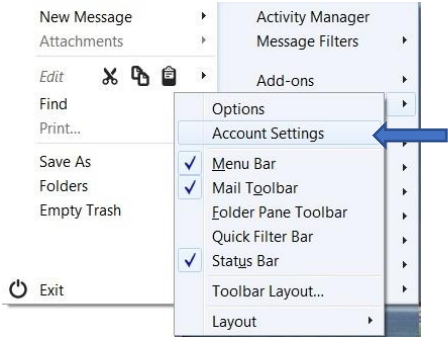 New Message
Attachments
Edit
Find
Print...
Save As
Folders
Empty Trash
Exit
Activity Manager
Message Filters
Add-ons
Options
Account Settings
Menu Bar
Mail Toolbar
Folder Pane Toolbar
Quick Filter Bar
Status Bar
Toolbar Layout...
Layout